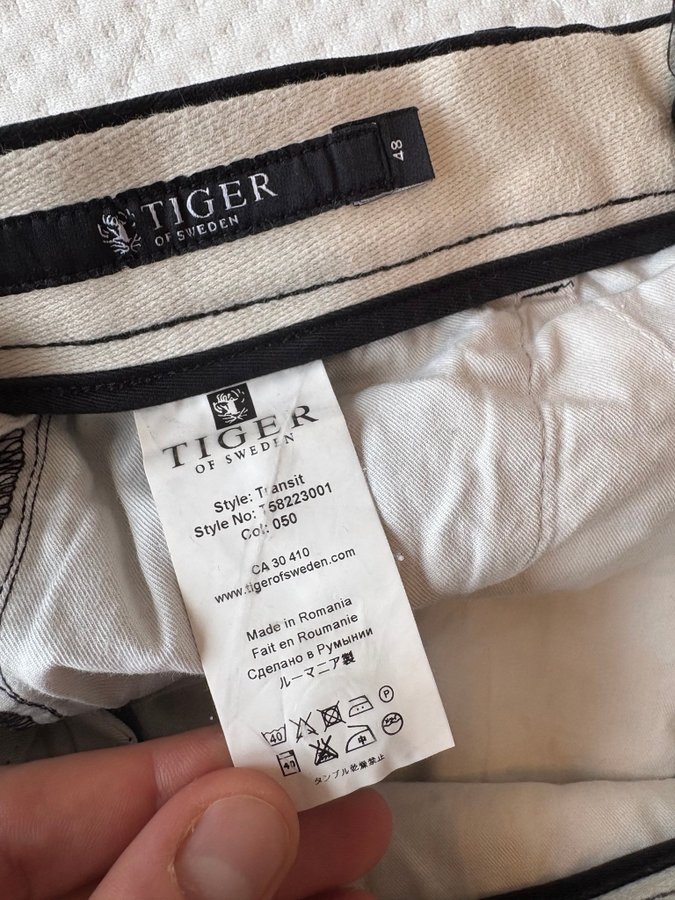 TIGER
OF SWEDEN
48
TIGER
OF SWEDEN
Style: Transit
Style No: T58223001
Col: 050
CA 30 410
www.tigerofsweden.com
Made in Romania
Fait en Roumanie
Сделано в Румынии
ルーマニア製
40 P
40 中
タンブル乾燥禁止